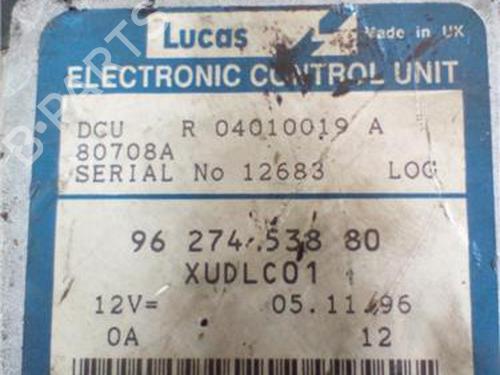 Lucas
Made in UK
ELECTRONIC CONTROL UNIT
DCU R 04010019 A
80708A
SERIAL No 12683 LOG
96 274 538 80
XUDLC01
12V= 05.11.96
0A 12
B-PARTS